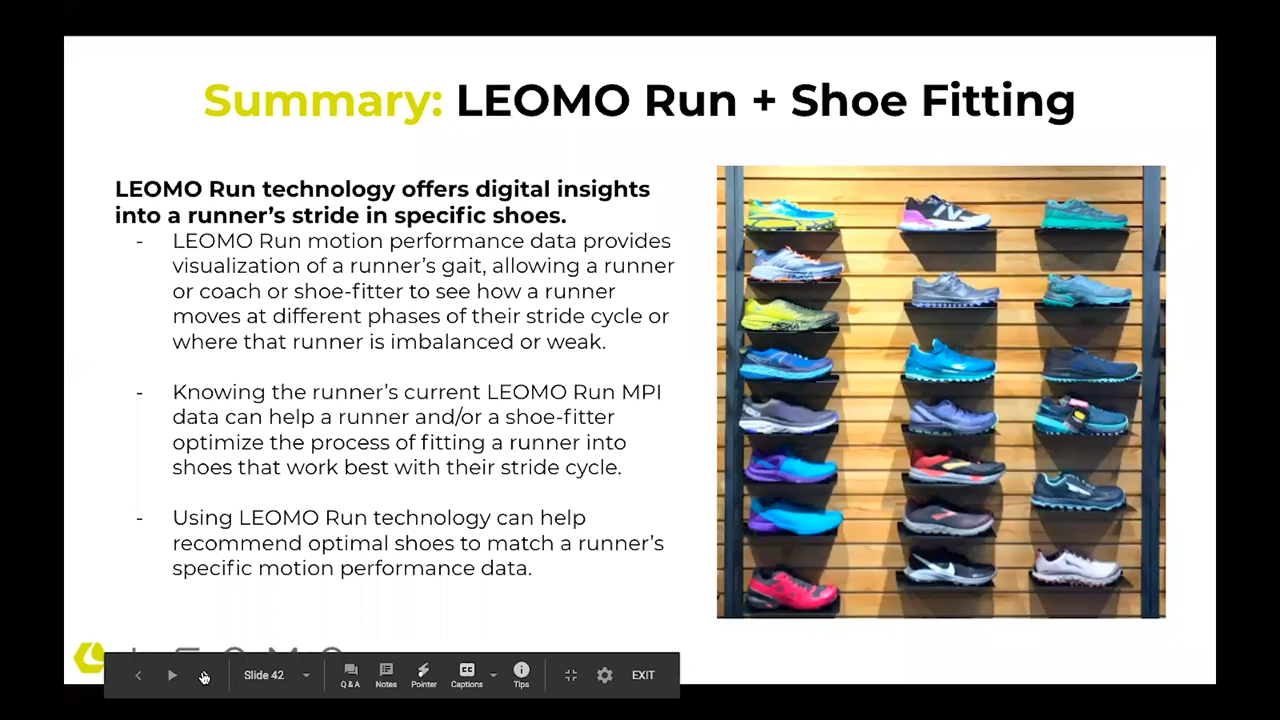 Summary: LEOMO Run + Shoe Fitting
LEOMO Run technology offers digital insights
into a runner’s stride in specific shoes.
- LEOMO Run motion performance data provides
visualization of a runner’s gait, allowing a runner
or coach or shoe-fitter to see how a runner
moves at different phases of their stride cycle or
where that runner is imbalanced or weak.
- Knowing the runner’s current LEOMO Run MPI
data can help a runner and/or a shoe-fitter
optimize the process of fitting a runner into
shoes that work best with their stride cycle.
- Using LEOMO Run technology can help
recommend optimal shoes to match a runner’s
specific motion performance data.
Slide 42
Q & A
Notes
Pointer
CC
Captions
Tips
EXIT